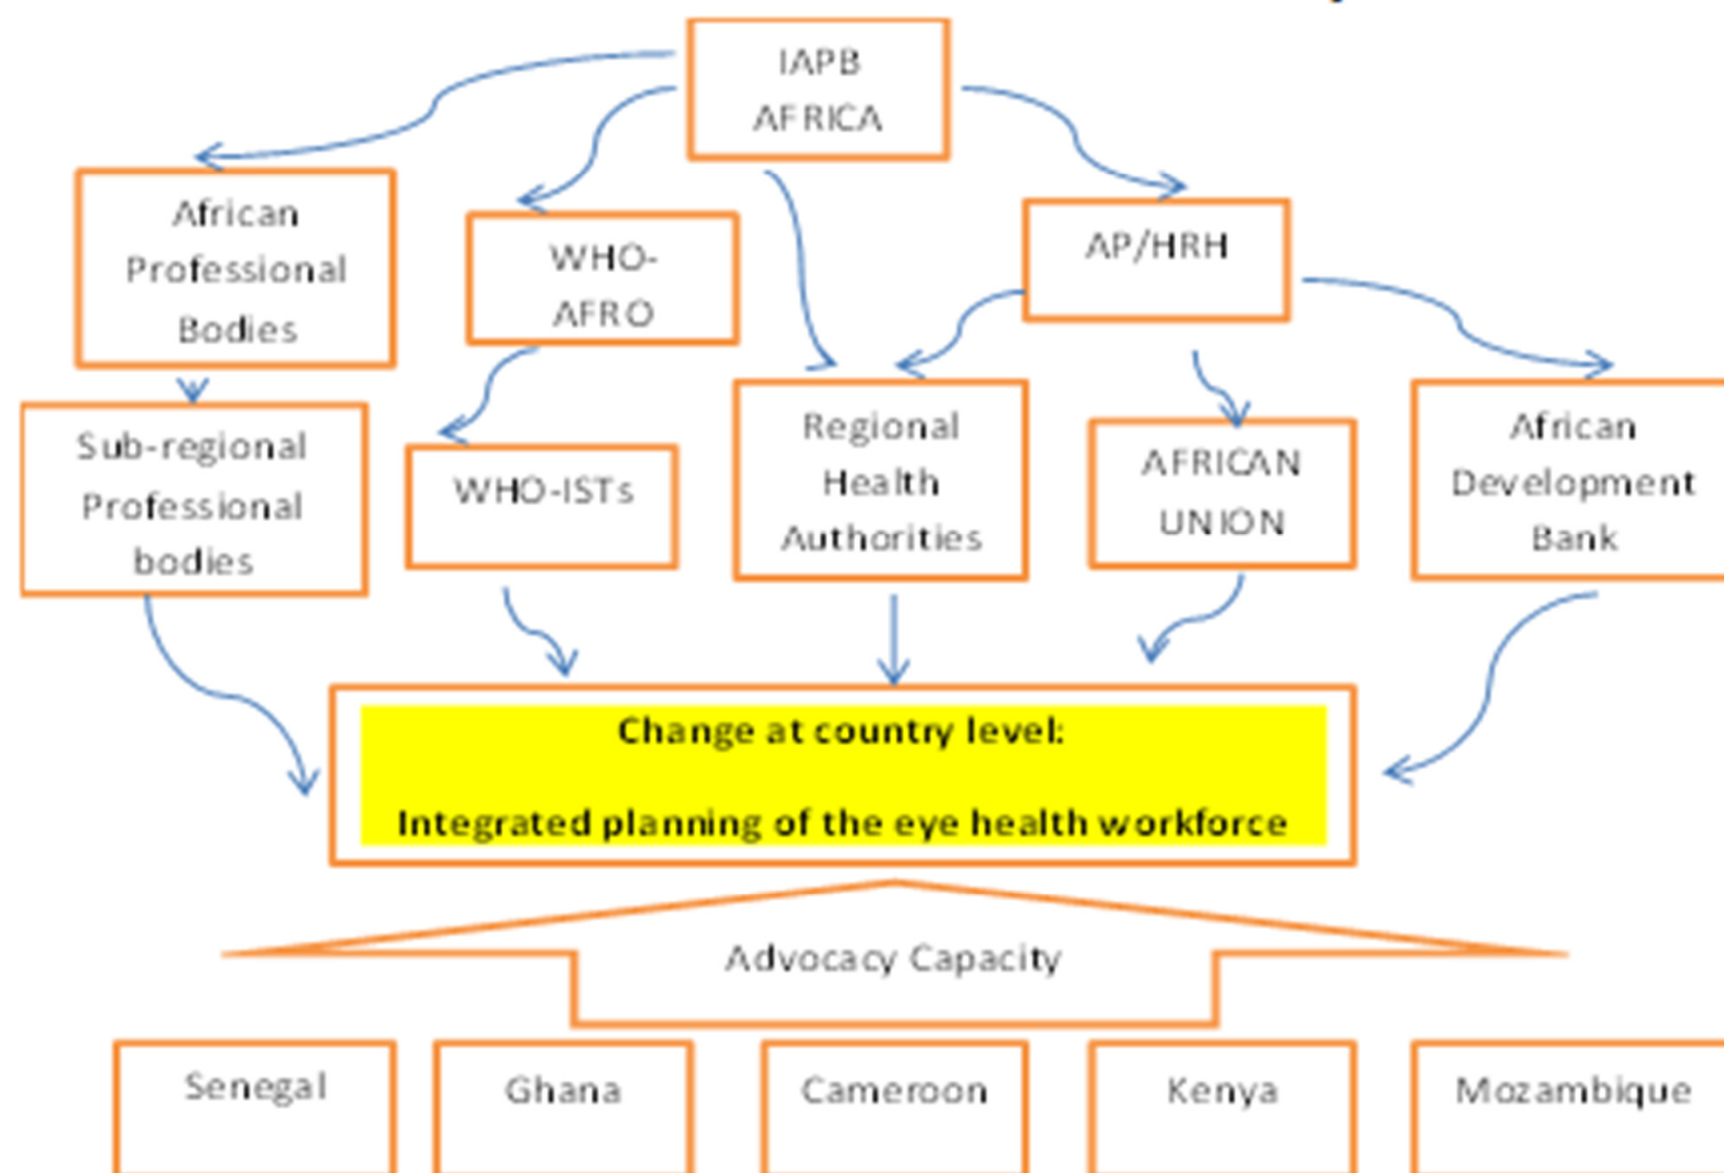 IAPB
AFRICA
African
Professional
Bodies
WHO-
AFRO
AP/HRH
Sub-regional
Professional
bodies
WHO-ISTs
Regional
Health
Authorities
AFRICAN
UNION
African
Development
Bank
Change at country level:
Integrated planning of the eye health workforce
Advocacy Capacity
Senegal
Ghana
Cameroon
Kenya
Mozambique